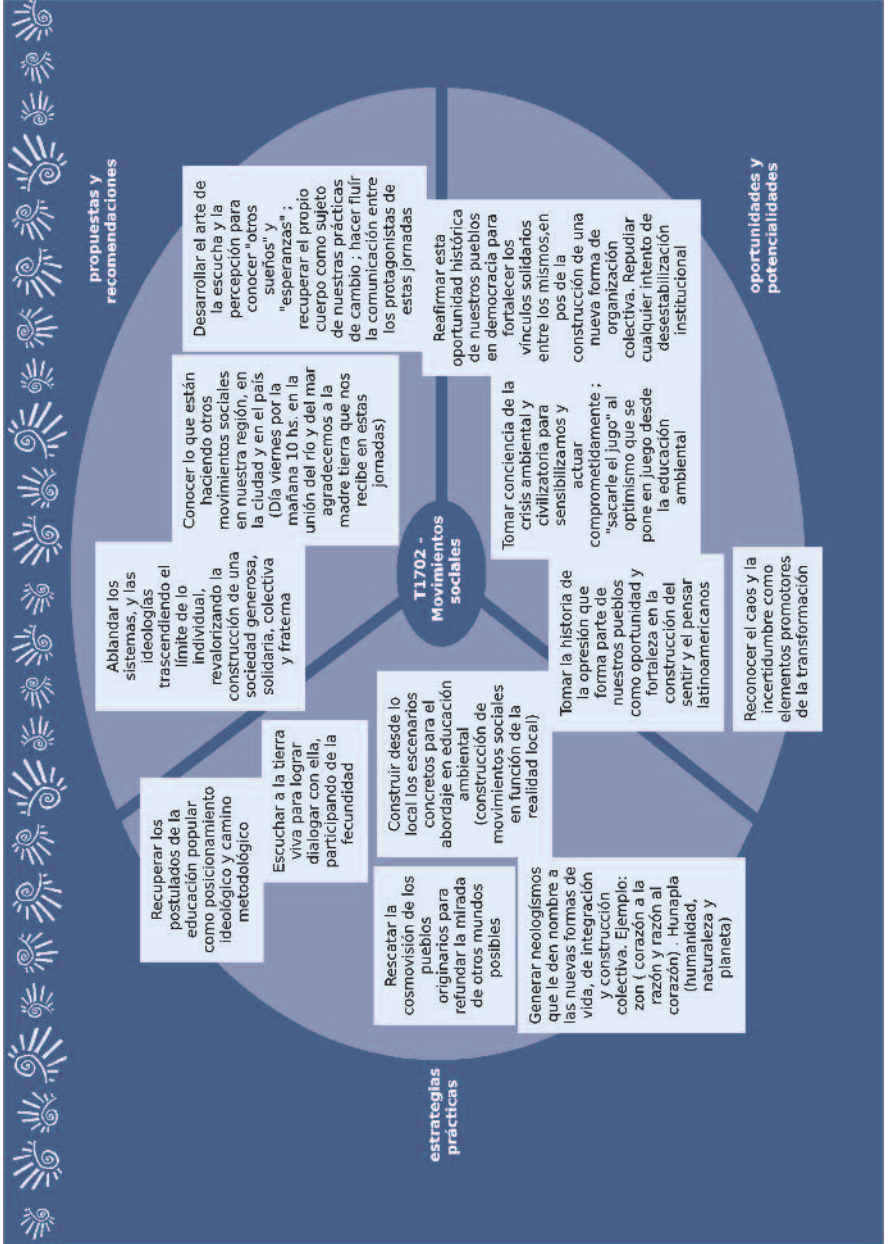 propuestas y
recomendaciones
Ablandar los
sistemas, y las
ideologías
trascendiendo el
límite de lo
individual,
revalorizando la
construcción de una
sociedad generosa,
solidaria, colectiva
y fraterna
Conocer lo que están
haciendo otros
movimientos sociales
en nuestra región, en
la ciudad y en el país
(Día viernes por la
mañana 10 hs. en la
unión del río y del mar
agradecemos a la
madre tierra que nos
recibe en estas
jornadas)
Desarrollar el arte de
la escucha y la
percepción para
conocer "otros
sueños" y
"esperanzas" ;
recuperar el propio
cuerpo como sujeto
de nuestras prácticas
de cambio ; hacer fluír
la comunicación entre
los protagonistas de
estas jornadas
T1702 -
Movimientos
sociales
estrategias
prácticas
Recuperar los
postulados de la
educación popular
como posicionamiento
ideológico y camino
metodológico
Escuchar a la tierra
viva para lograr
dialogar con ella,
participando de la
fecundidad
Rescatar la
cosmovisión de los
pueblos
originarios para
refundar la mirada
de otros mundos
posibles
Construir desde lo
local los escenarios
concretos para el
abordaje en educación
ambiental
(construcción de
movimientos sociales
en función de la
realidad local)
Generar neologísmos
que le den nombre a
las nuevas formas de
vida, de integración
y construcción
colectiva. Ejemplo:
zon ( corazón a la
razón y razón al
corazón) . Hunapla
(humanidad,
naturaleza y
planeta)
oportunidades y
potencialidades
Reafirmar esta
oportunidad histórica
de nuestros pueblos
en democracia para
fortalecer los
vínculos solidarios
entre los mismos,en
pos de la
construcción de una
nueva forma de
organización
colectiva. Repudiar
cualquier intento de
desestabilización
institucional
Tomar conciencia de la
crisis ambiental y
civilizatoria para
sensibilizarnos y
actuar
comprometidamente ;
"sacarle el jugo" al
optimismo que se
pone en juego desde
la educación
ambiental
Tomar la historia de
la opresión que
forma parte de
nuestros pueblos
como oportunidad y
fortaleza en la
construcción del
sentir y el pensar
latinoamericanos
Reconocer el caos y la
incertidumbre como
elementos promotores
de la transformación